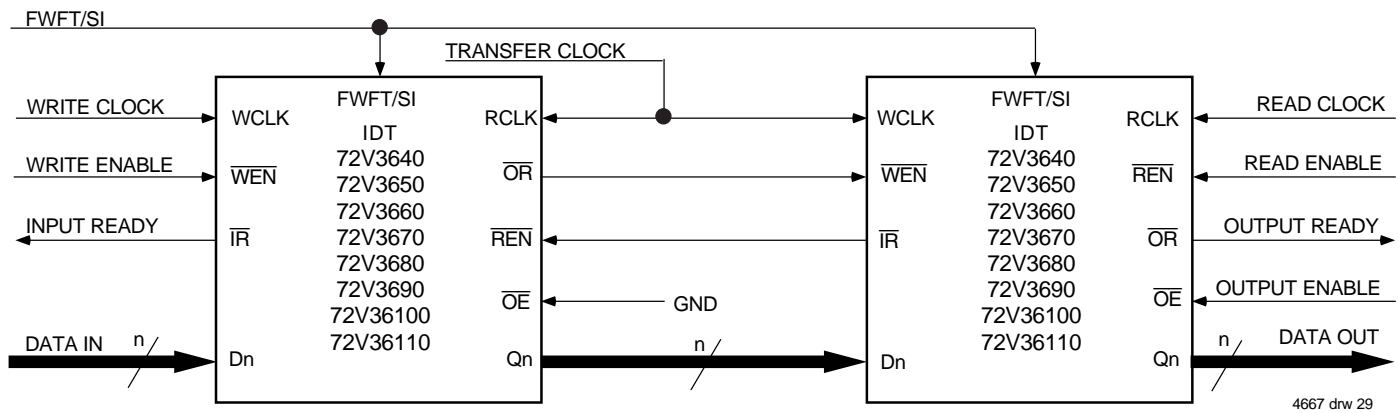 FWFT/SI
TRANSFER CLOCK
FWFT/SI
FWFT/SI
WRITE CLOCK
WCLK
RCLK
WCLK
RCLK
READ CLOCK
IDT
72V3640
72V3650
72V3660
72V3670
72V3680
72V3690
72V36100
72V36110
IDT
72V3640
72V3650
72V3660
72V3670
72V3680
72V3690
72V36100
72V36110
WRITE ENABLE
WEN
OR
WEN
REN
READ ENABLE
INPUT READY
IR
REN
IR
OR
OUTPUT READY
OE
GND
OE
OUTPUT ENABLE
DATA IN
n
Dn
Qn
n
Dn
Qn
n
DATA OUT
4667 drw 29